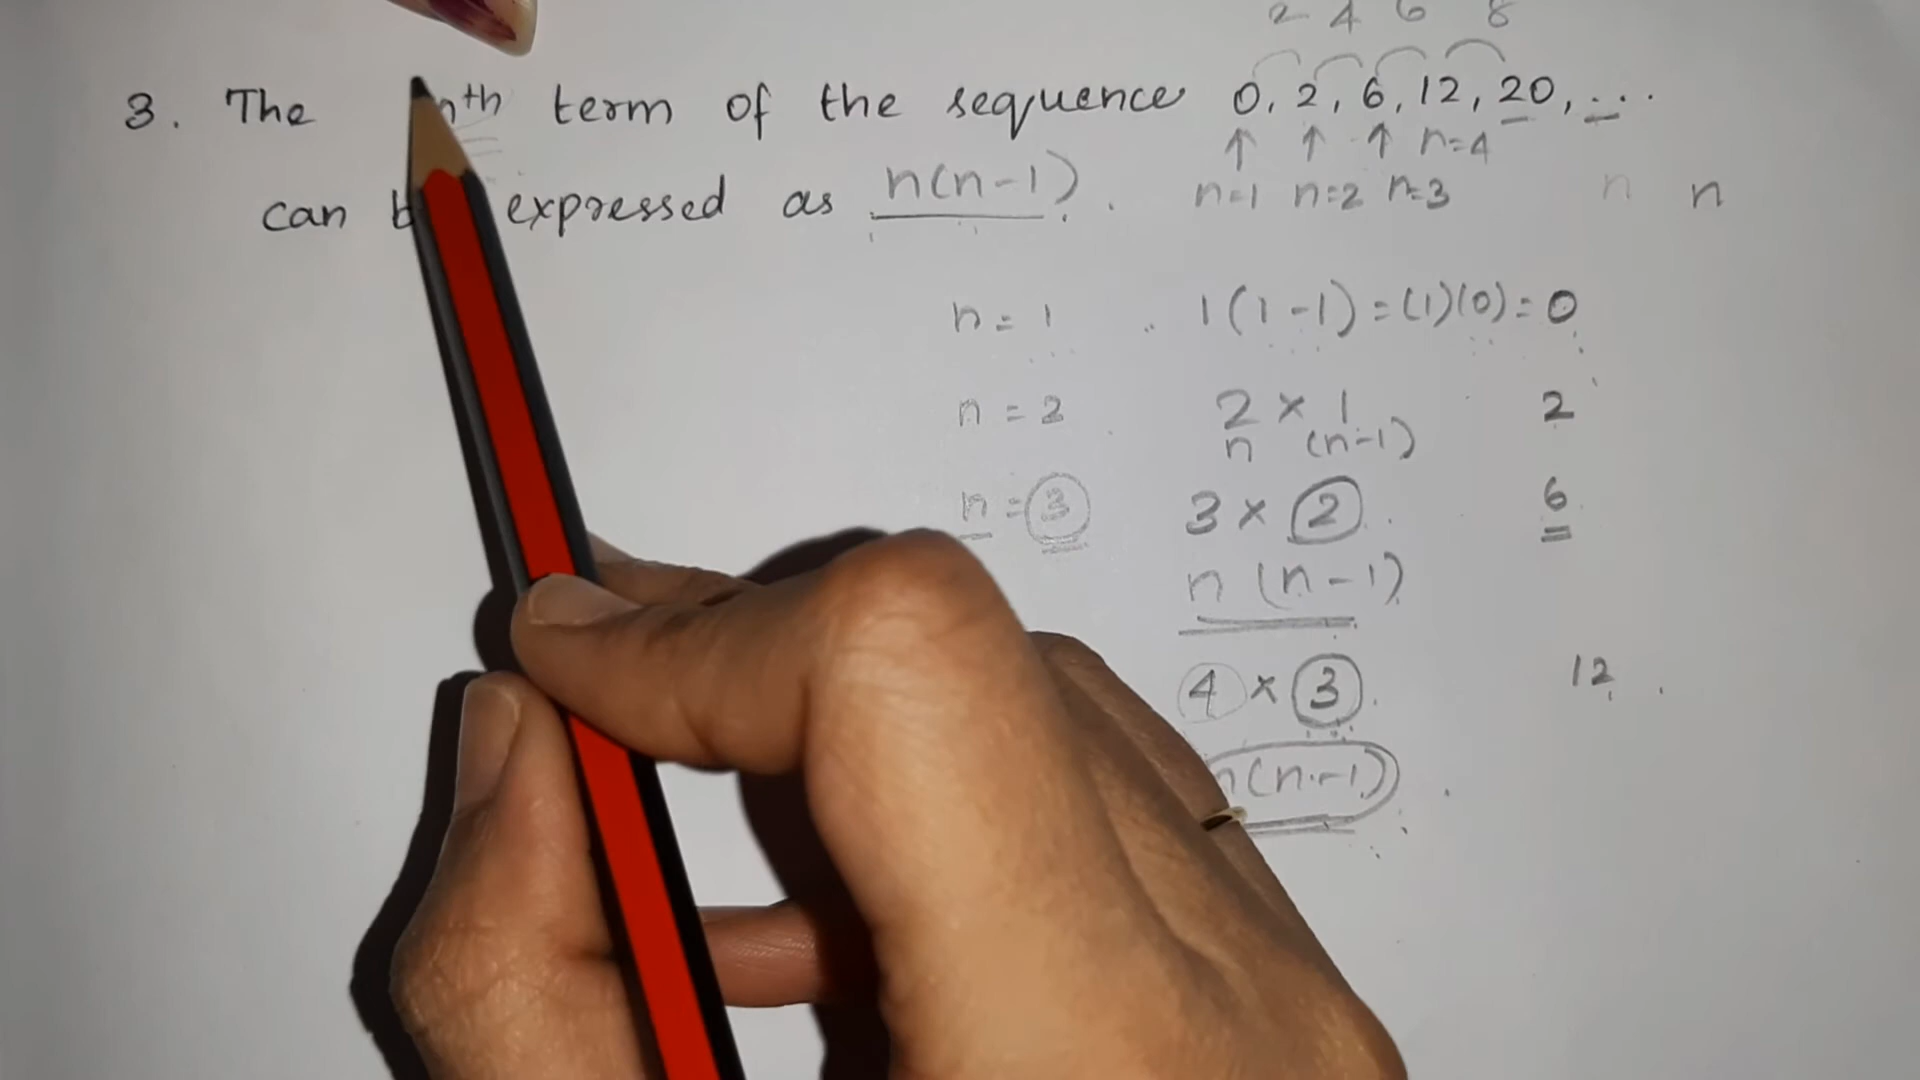 2 4 6 8
3. The nth term of the sequence 0, 2, 6, 12, 20, ...
n=4
can expressed as n(n-1). n=1 n=2 n=3 n n
n = 1 1(1-1) = (1)(0) = 0
n = 2 2 × 1 2
n (n-1)
n = 3 3 × 2 6
n (n-1)
4 × 3 12
n(n-1)